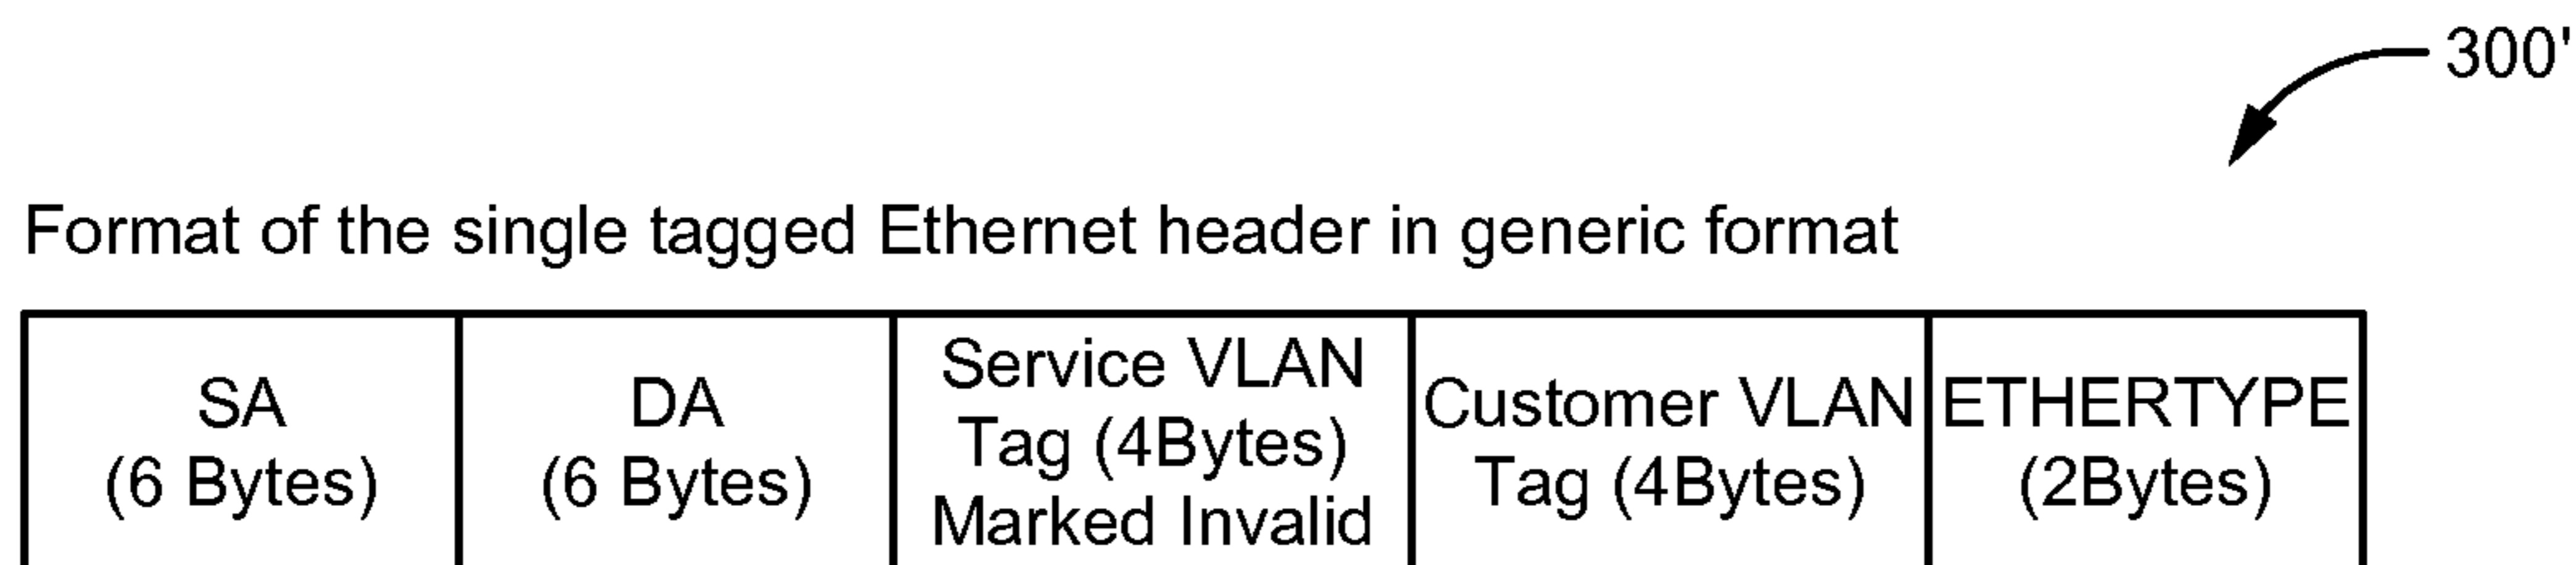 300'
Format of the single tagged Ethernet header in generic format
SA
(6 Bytes)
DA
(6 Bytes)
Service VLAN
Tag (4Bytes)
Marked Invalid
Customer VLAN
Tag (4Bytes)
ETHERTYPE
(2Bytes)